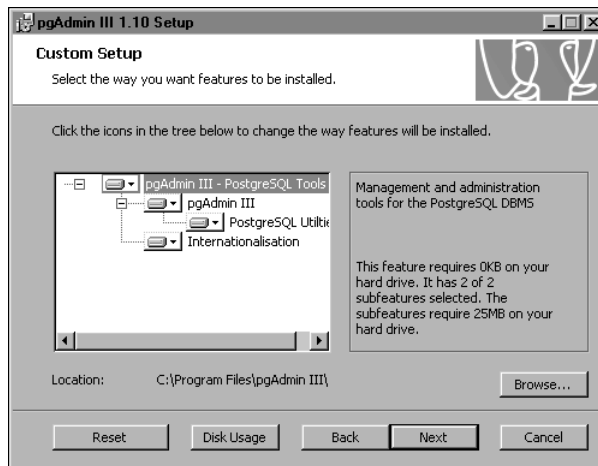 pgAdmin III 1.10 Setup
Custom Setup
Select the way you want features to be installed.
Click the icons in the tree below to change the way features will be installed.
pgAdmin III - PostgreSQL Tools
pgAdmin III
PostgreSQL Utiltie
Internationalisation
Management and administration
tools for the PostgreSQL DBMS
This feature requires 0KB on your
hard drive. It has 2 of 2
subfeatures selected. The
subfeatures require 25MB on your
hard drive.
Location: C:\Program Files\pgAdmin III\
Browse...
Reset Disk Usage Back Next Cancel